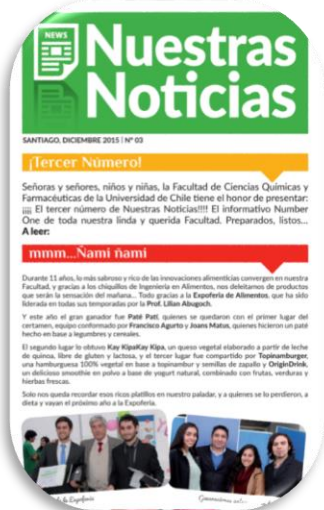 NEWS
Nuestras
Noticias
SANTIAGO, DICIEMBRE 2015 | Nº 03
¡Tercer Número!
Señoras y señores, niños y niñas, la Facultad de Ciencias Químicas y
Farmacéuticas de la Universidad de Chile tiene el honor de presentar:
¡¡¡¡ El tercer número de Nuestras Noticias!!!! El informativo Number
One de toda nuestra linda y querida Facultad. Preparados, listos...
A leer:
mmm...Ñami ñami
Durante 11 años, lo más sabroso y rico de las innovaciones alimenticias convergen en nuestra
Facultad, y gracias a los chiquillos de Ingeniería en Alimentos, nos deleitamos de productos
que serán la sensación del mañana... Todo gracias a la Expoferia de Alimentos, que ha sido
liderada en todas sus temporadas por la Prof. Lilian Abugoch.
Y este año el gran ganador fue Paté Pati, quienes se quedaron con el primer lugar del
certamen, equipo conformado por Francisco Agurto y Joans Matus, quienes hicieron un paté
hecho en base a legumbres y cereales.
El segundo lugar lo obtuvo Kay KipaKay Kipa, un queso vegetal elaborado a partir de leche
de quinoa, libre de gluten y lactosa, y el tercer lugar fue compartido por Topinamburger,
una hamburguesa 100% vegetal en base a topinambur y semillas de zapallo y OriginDrink,
un delicioso smoothie en polvo a base de yogurt natural, combinado con frutas, verduras y
hierbas frescas.
Solo nos queda recordar esos ricos platillos en nuestro paladar, y a quienes se lo perdieron, a
dieta y vayan el próximo año a la Expoferia.
de la Expoferia